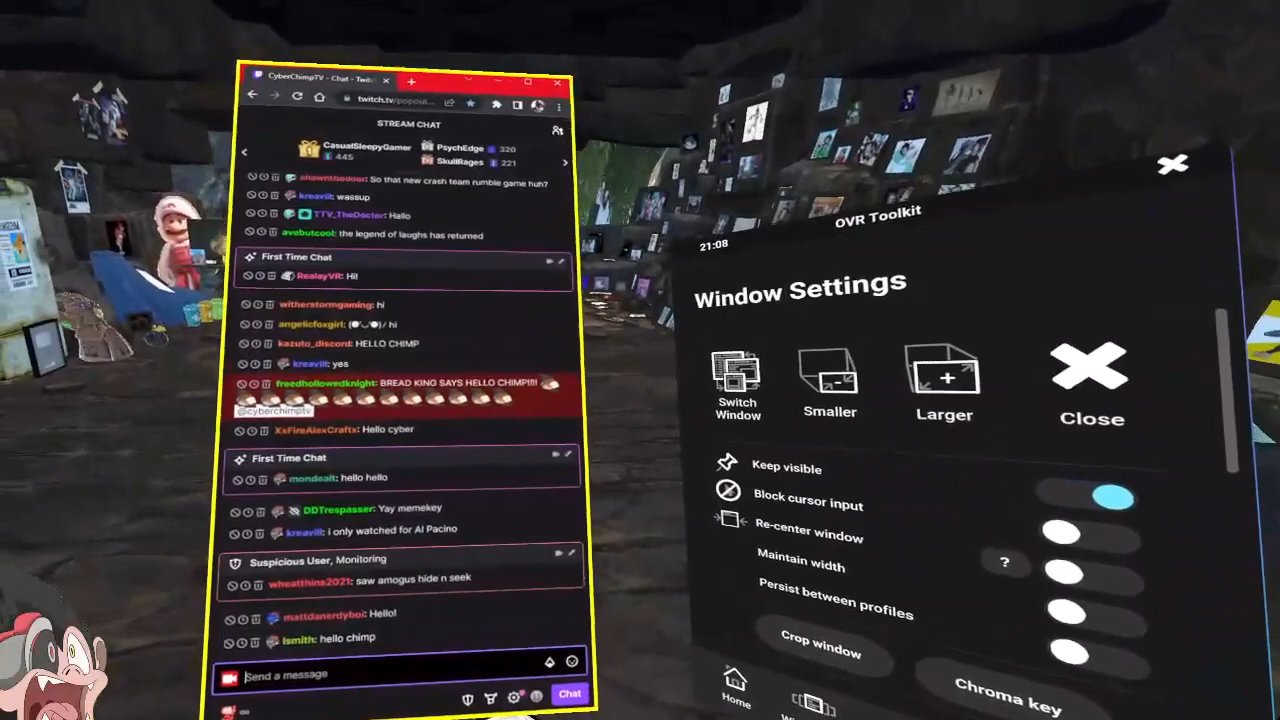 CyberChimpTV - Chat - Twitc
twitch.tv/popout...
STREAM CHAT
CasualSleepyGamer
445
PsychEdge 320
SkullRages 221
shawnthodoor: So that new crash team rumble game huh?
kreavill: wassup
TTV_TheDocter: Hallo
avebutcool: the legend of laughs has returned
First Time Chat
RealayVR: Hi!
witherstormgaming: hi
angelicfoxgirl: (●'◡'●)ﾉ hi
kazuto_discord: HELLO CHIMP
kreavill: yes
freedhollowedknight: BREAD KING SAYS HELLO CHIMP!!!!
@cyberchimptv
XxFireAlexCraftx: Hello cyber
First Time Chat
mondealt: hello hello
DDTrespasser: Yay memekey
kreavill: i only watched for Al Pacino
Suspicious User, Monitoring
wheatthins2021: saw amogus hide n seek
mattdanerdyboi: Hello!
lsmith: hello chimp
Send a message
Chat
OVR Toolkit
21:08
Window Settings
Switch Window
Smaller
Larger
Close
Keep visible
Block cursor input
Re-center window
Maintain width
?
Persist between profiles
Crop window
Chroma key
Home